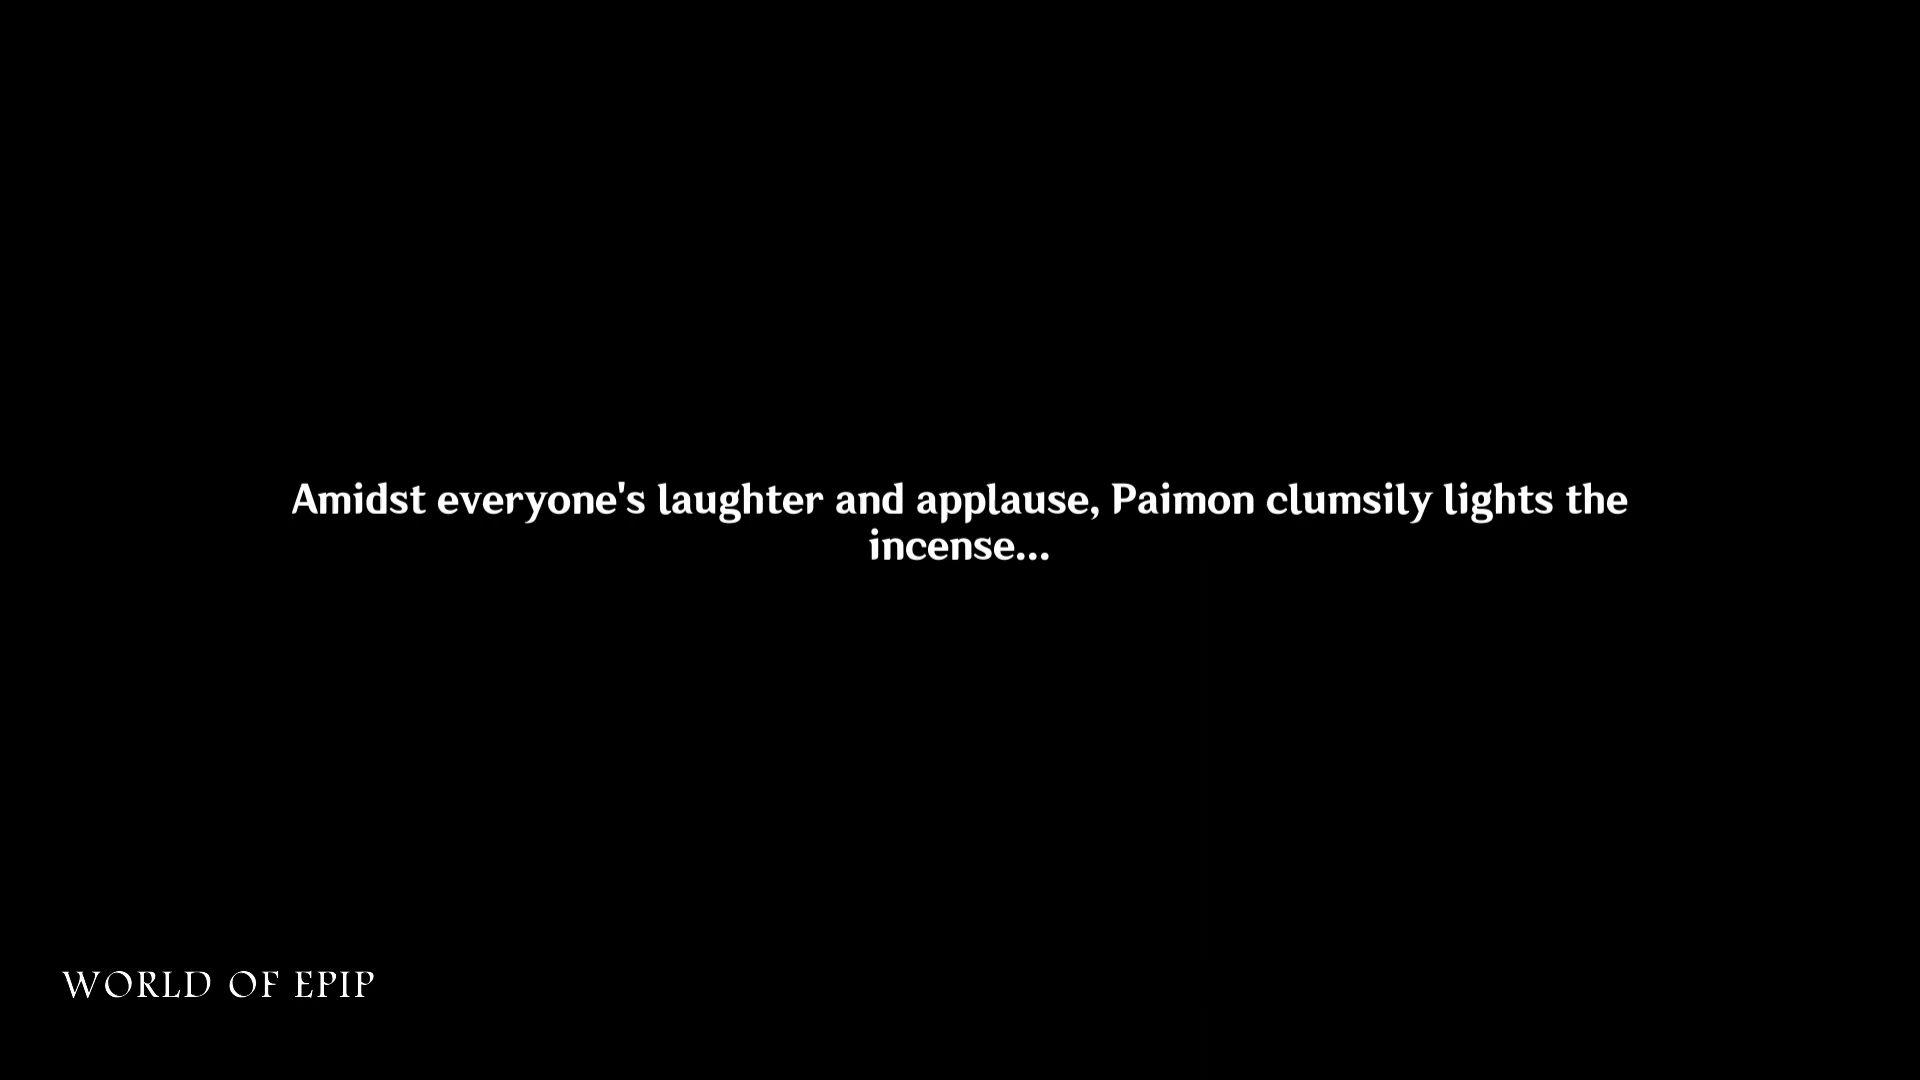 Amidst everyone's laughter and applause, Paimon clumsily lights the
incense...
WORLD OF EPIP